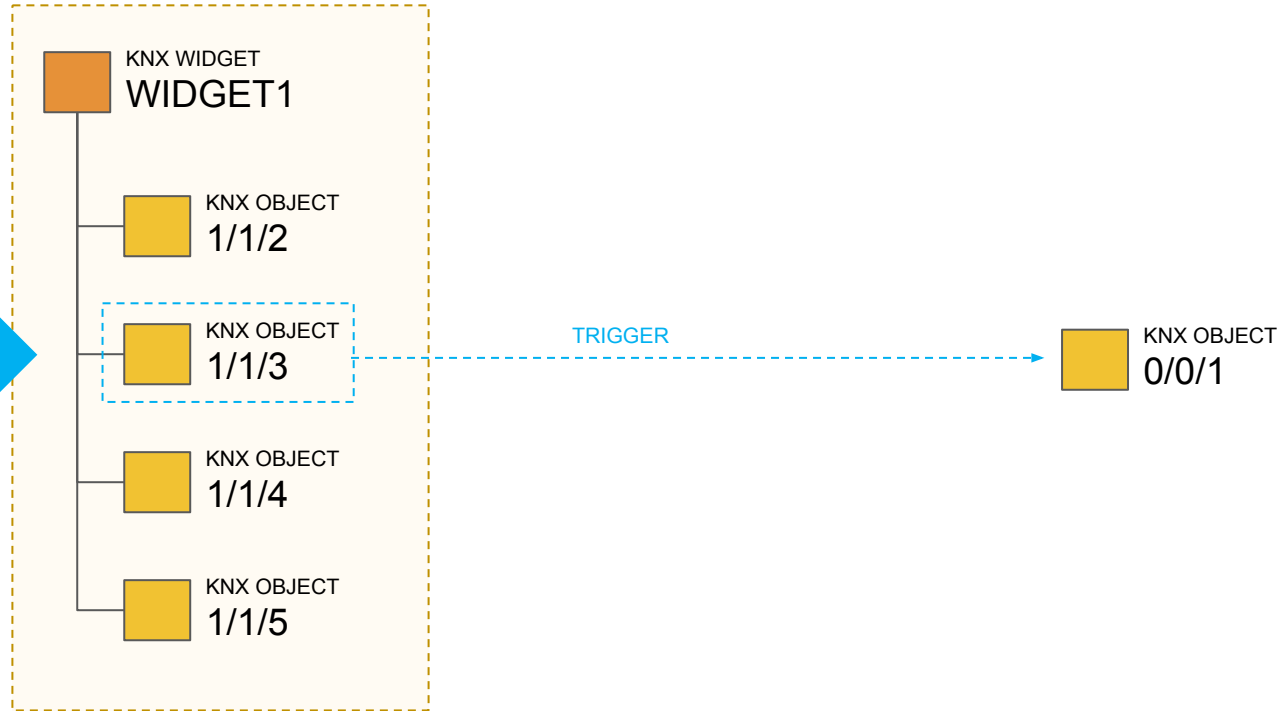 KNX WIDGET
WIDGET1
KNX OBJECT
1/1/2
KNX OBJECT
1/1/3
TRIGGER
KNX OBJECT
0/0/1
KNX OBJECT
1/1/4
KNX OBJECT
1/1/5